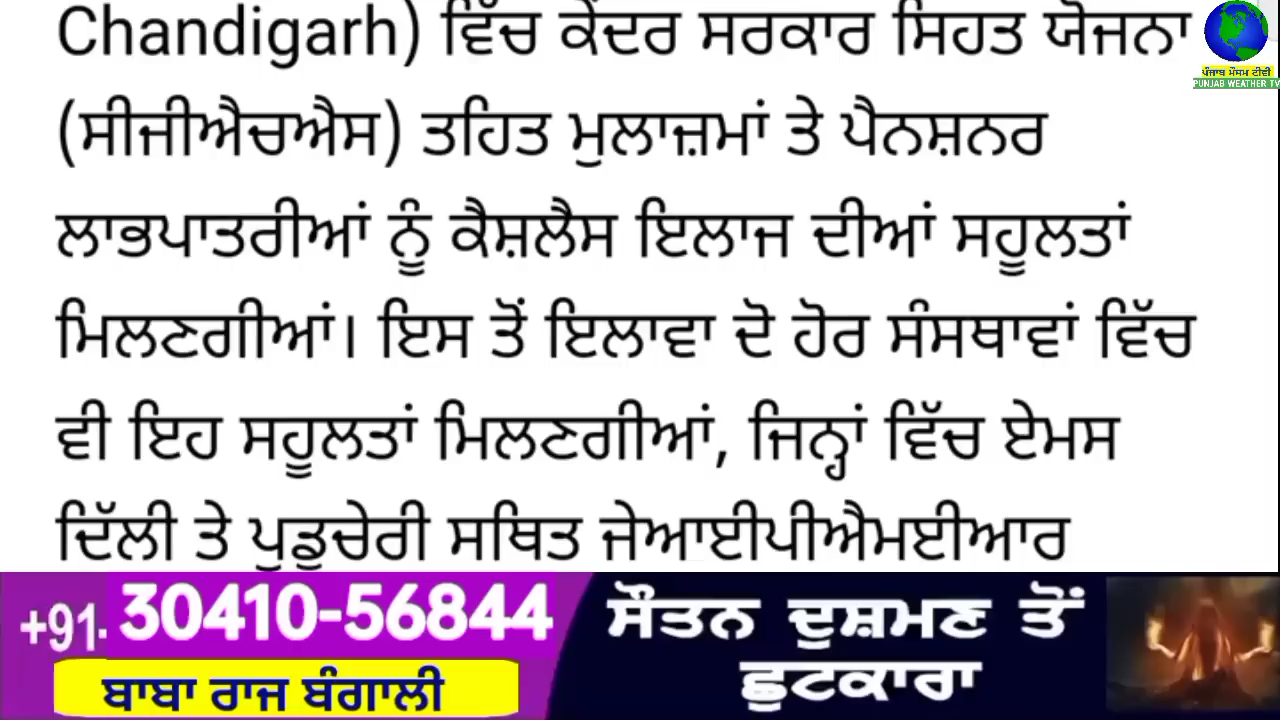 Chandigarh) ਵਿੱਚ ਕੇਂਦਰ ਸਰਕਾਰ ਸਿਹਤ ਯੋਜਨਾ
ਪੰਜਾਬ ਮੌਸਮ ਟੀਵੀ
PUNJAB WEATHER TV
(ਸੀਜੀਐਚਐਸ) ਤਹਿਤ ਮੁਲਾਜ਼ਮਾਂ ਤੇ ਪੈਨਸ਼ਨਰ
ਲਾਭਪਾਤਰੀਆਂ ਨੂੰ ਕੈਸ਼ਲੈਸ ਇਲਾਜ ਦੀਆਂ ਸਹੂਲਤਾਂ
ਮਿਲਣਗੀਆਂ। ਇਸ ਤੋਂ ਇਲਾਵਾ ਦੋ ਹੋਰ ਸੰਸਥਾਵਾਂ ਵਿੱਚ
ਵੀ ਇਹ ਸਹੂਲਤਾਂ ਮਿਲਣਗੀਆਂ, ਜਿਨ੍ਹਾਂ ਵਿੱਚ ਏਮਸ
ਦਿੱਲੀ ਤੇ ਪੁਡੁਚੇਰੀ ਸਥਿਤ ਜੇਆਈਪੀਐਮਈਆਰ
+91- 30410-56844
ਬਾਬਾ ਰਾਜ ਬੰਗਾਲੀ
ਸੌਤਨ ਦੁਸ਼ਮਣ ਤੋਂ
ਛੁਟਕਾਰਾ